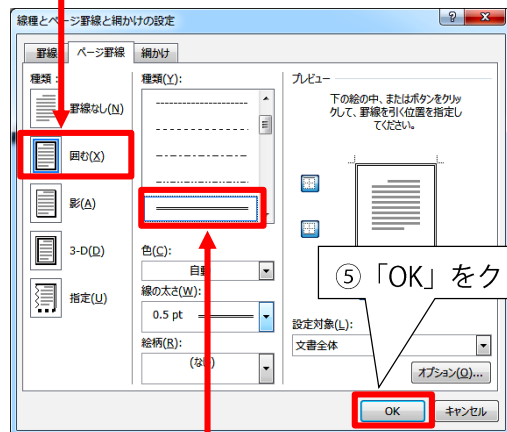 線種とページ罫線と網かけの設定
罫線 ページ罫線 網かけ
種類:
罫線なし(N)
囲む(X)
影(A)
3-D(D)
指定(U)
種類(Y):
色(C):
自動
線の太さ(W):
0.5 pt
絵柄(R):
(なし)
プレビュー
下の絵の中、またはボタンをクリッ
クして、罫線を引く位置を指定し
てください。
⑤「OK」をク
設定対象(L):
文書全体
オプション(O)...
OK キャンセル